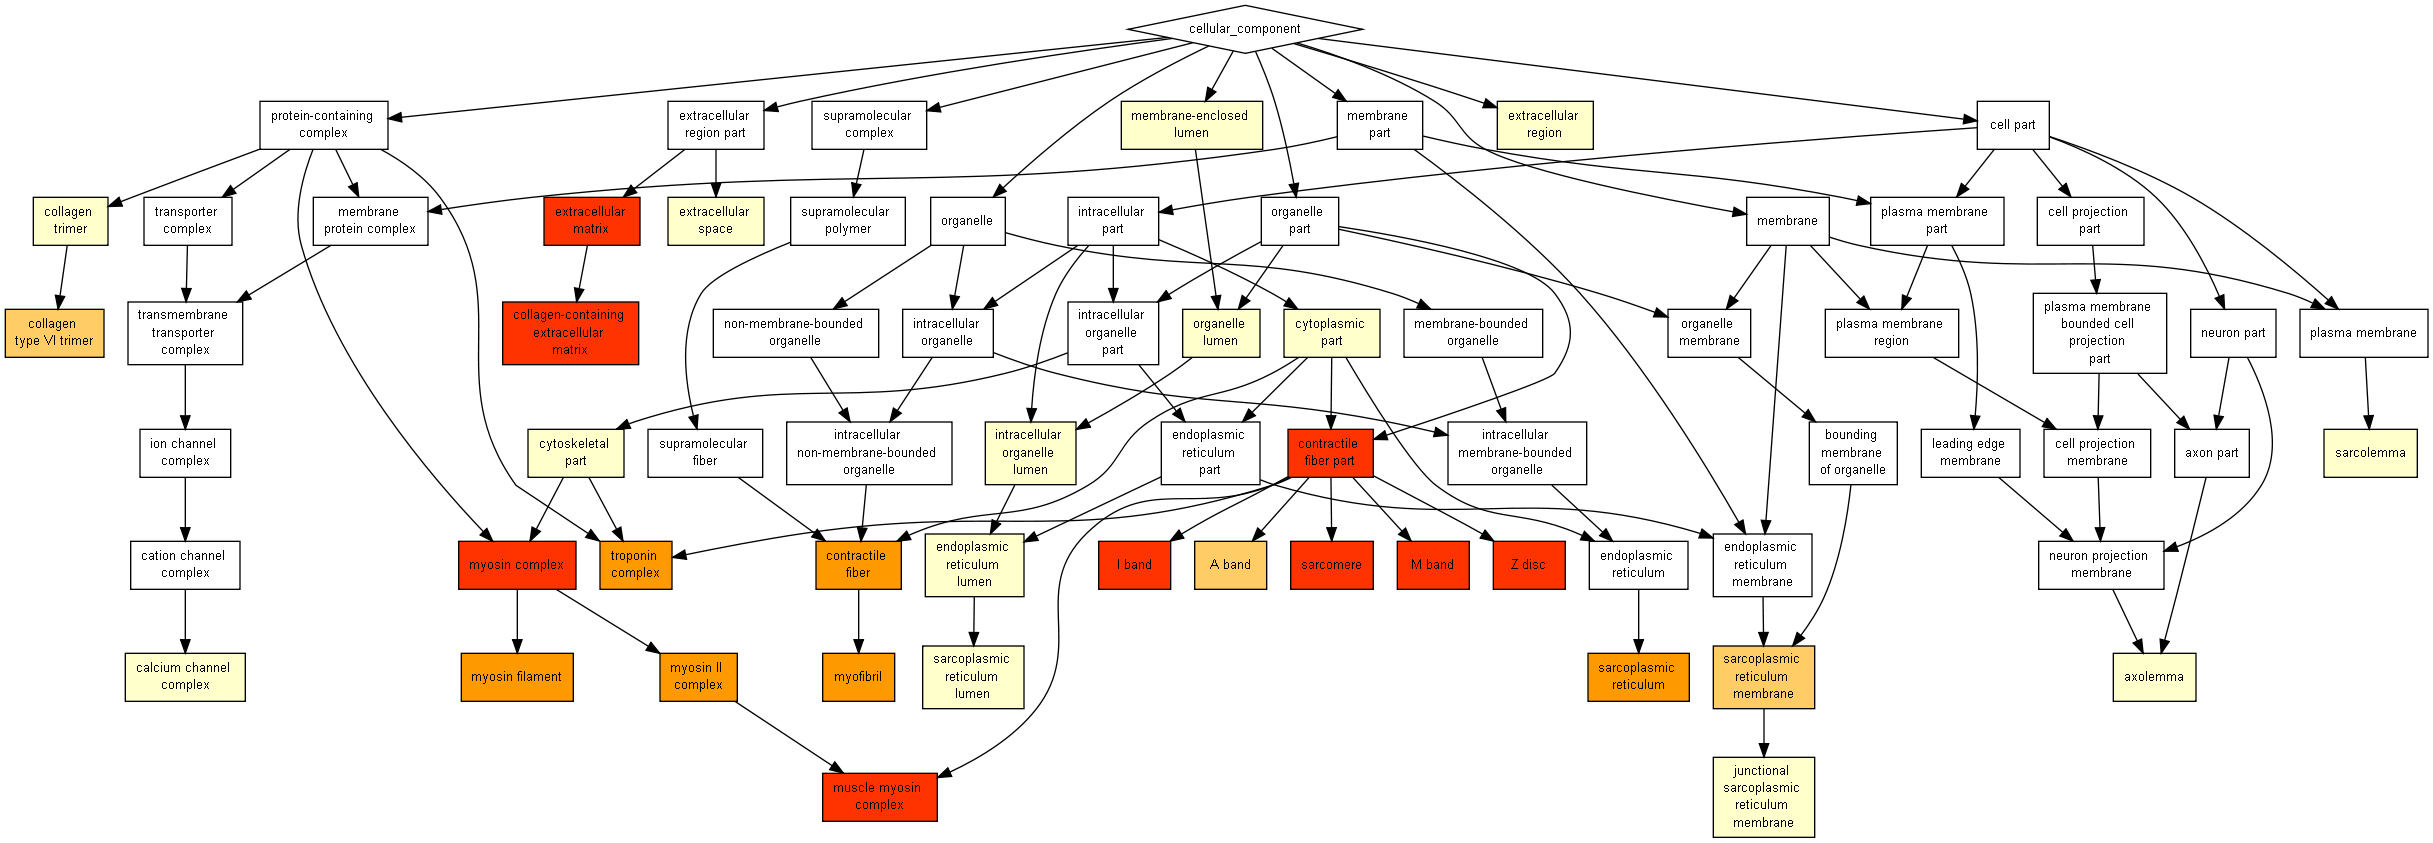 cellular_component
protein-containing
complex
extracellular
region part
supramolecular
complex
membrane-enclosed
lumen
membrane
part
extracellular
region
cell part
collagen
trimer
transporter
complex
membrane
protein complex
extracellular
matrix
extracellular
space
supramolecular
polymer
organelle
intracellular
part
organelle
part
membrane
plasma membrane
part
cell projection
part
collagen
type VI trimer
transmembrane
transporter
complex
collagen-containing
extracellular
matrix
non-membrane-bounded
organelle
intracellular
organelle
intracellular
organelle
part
organelle
lumen
cytoplasmic
part
membrane-bounded
organelle
organelle
membrane
plasma membrane
region
plasma membrane
bounded cell
projection
part
neuron part
plasma membrane
ion channel
complex
cytoskeletal
part
supramolecular
fiber
intracellular
non-membrane-bounded
organelle
intracellular
organelle
lumen
endoplasmic
reticulum
part
contractile
fiber part
intracellular
membrane-bounded
organelle
bounding
membrane
of organelle
leading edge
membrane
cell projection
membrane
axon part
sarcolemma
cation channel
complex
myosin complex
troponin
complex
contractile
fiber
endoplasmic
reticulum
lumen
I band
A band
sarcomere
M band
Z disc
endoplasmic
reticulum
endoplasmic
reticulum
membrane
neuron projection
membrane
calcium channel
complex
myosin filament
myosin II
complex
myofibril
sarcoplasmic
reticulum
lumen
sarcoplasmic
reticulum
sarcoplasmic
reticulum
membrane
axolemma
muscle myosin
complex
junctional
sarcoplasmic
reticulum
membrane